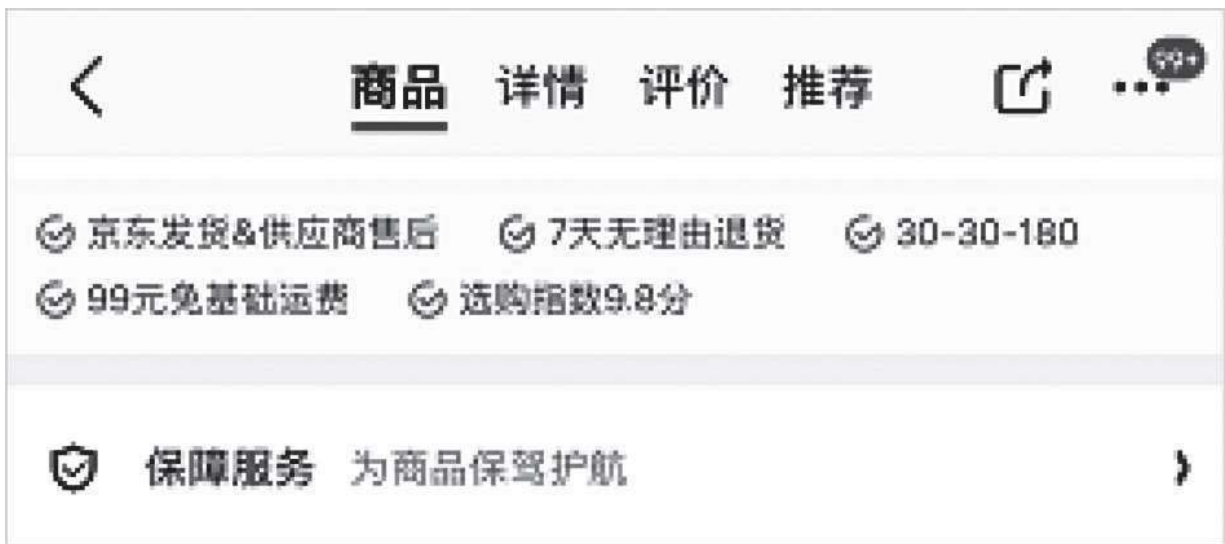 商品 详情 评价 推荐 99+
京东发货&供应商售后 7天无理由退货 30-30-180
99元免基础运费 选购指数9.8分
保障服务 为商品保驾护航